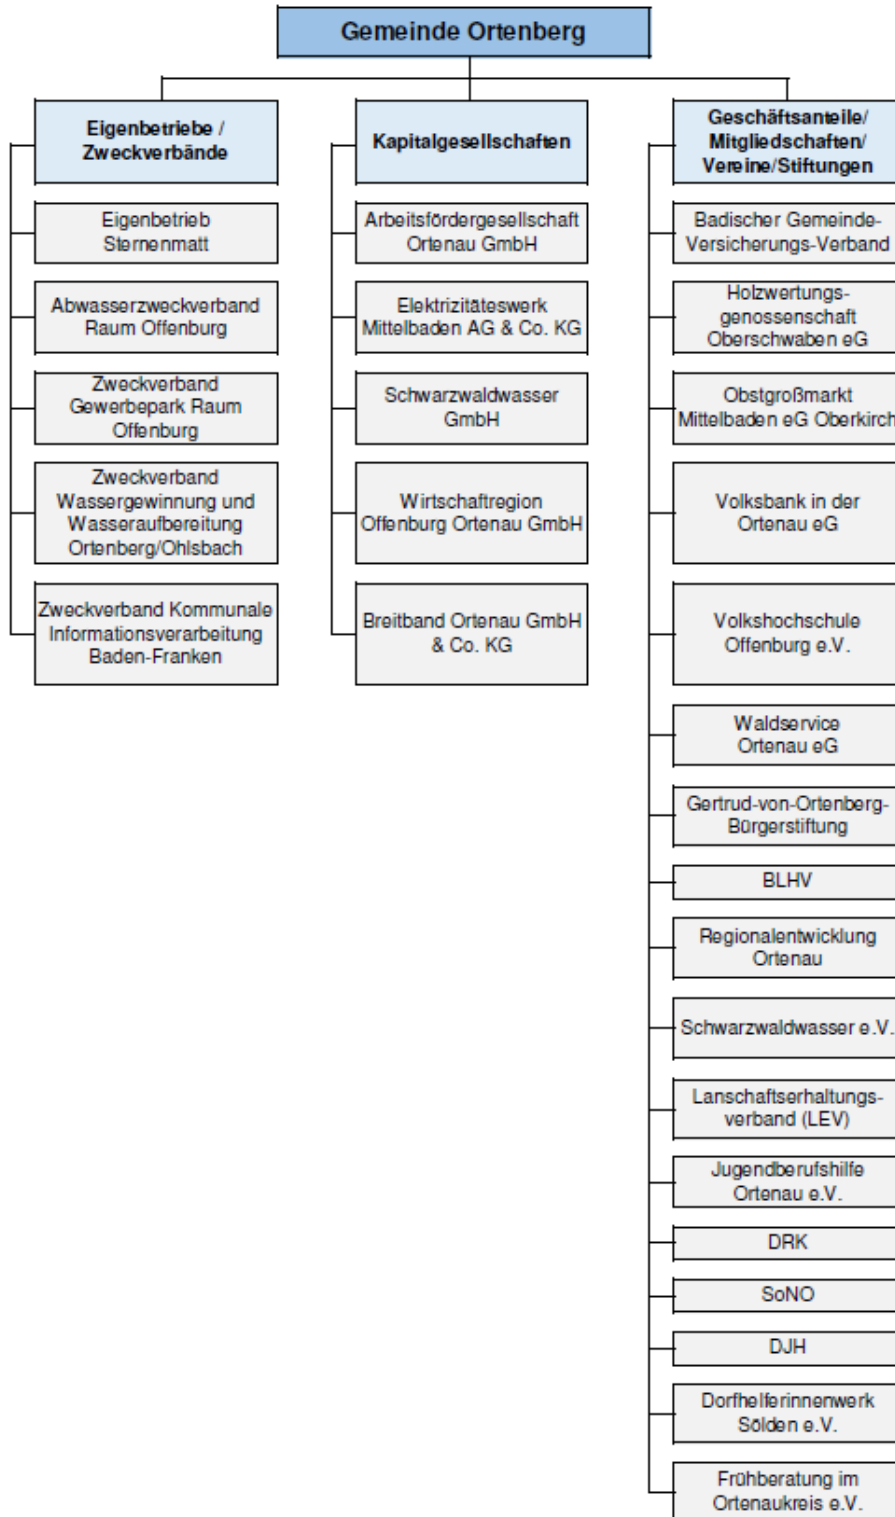 Gemeinde Ortenberg
Eigenbetriebe /
Zweckverbände
Eigenbetrieb
Sternenmatt
Abwasserzweckverband
Raum Offenburg
Zweckverband
Gewerbepark Raum
Offenburg
Zweckverband
Wassergewinnung und
Wasseraufbereitung
Ortenberg/Ohlsbach
Zweckverband Kommunale
Informationsverarbeitung
Baden-Franken
Kapitalgesellschaften
Arbeitsfördergesellschaft
Ortenau GmbH
Elektrizitäteswerk
Mittelbaden AG & Co. KG
Schwarzwaldwasser
GmbH
Wirtschaftregion
Offenburg Ortenau GmbH
Breitband Ortenau GmbH
& Co. KG
Geschäftsanteile/
Mitgliedschaften/
Vereine/Stiftungen
Badischer Gemeinde-
Versicherungs-Verband
Holzwertungs-
genossenschaft
Oberschwaben eG
Obstgroßmarkt
Mittelbaden eG Oberkirch
Volksbank in der
Ortenau eG
Volkshochschule
Offenburg e.V.
Waldservice
Ortenau eG
Gertrud-von-Ortenberg-
Bürgerstiftung
BLHV
Regionalentwicklung
Ortenau
Schwarzwaldwasser e.V.
Lanschaftserhaltungs-
verband (LEV)
Jugendberufshilfe
Ortenau e.V.
DRK
SoNO
DJH
Dorfhelferinnenwerk
Sölden e.V.
Frühberatung im
Ortenaukreis e.V.